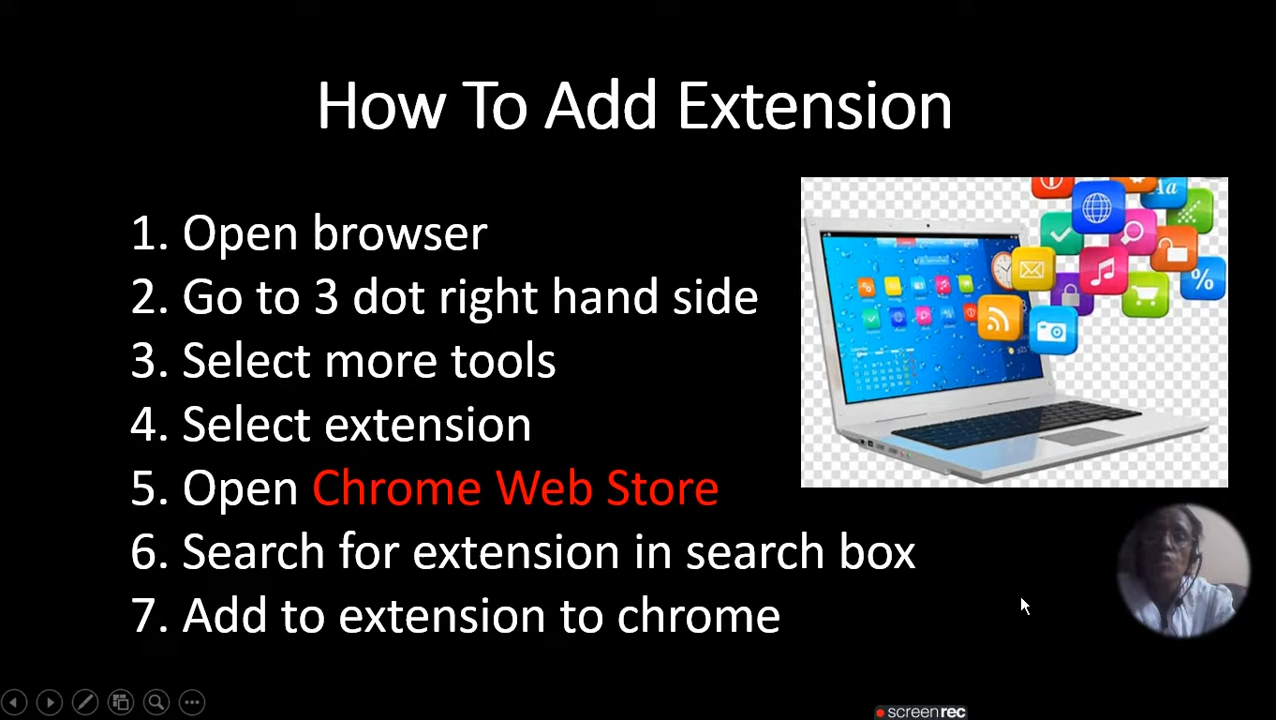 How To Add Extension
1. Open browser
2. Go to 3 dot right hand side
3. Select more tools
4. Select extension
5. Open Chrome Web Store
6. Search for extension in search box
7. Add to extension to chrome
Aa
%
screenrec